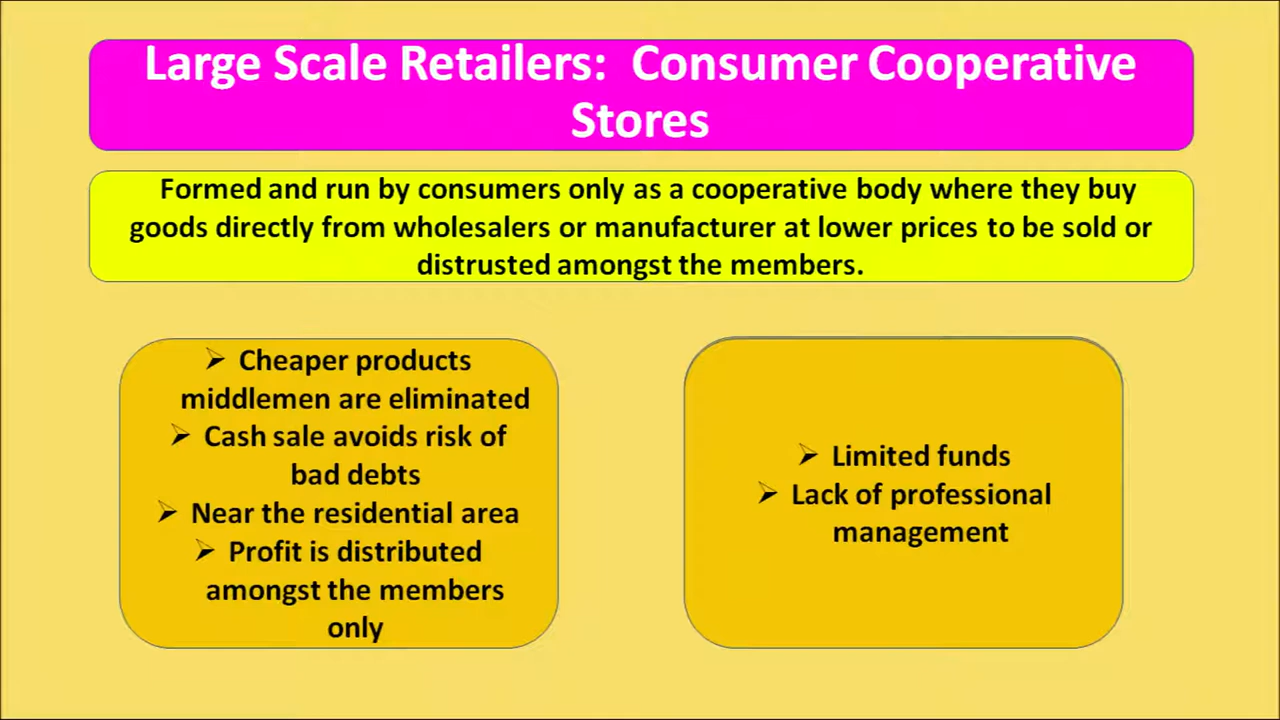 Large Scale Retailers: Consumer Cooperative
Stores
Formed and run by consumers only as a cooperative body where they buy
goods directly from wholesalers or manufacturer at lower prices to be sold or
distrusted amongst the members.
➢ Cheaper products
middlemen are eliminated
➢ Cash sale avoids risk of
bad debts
➢ Near the residential area
➢ Profit is distributed
amongst the members
only
➢ Limited funds
➢ Lack of professional
management